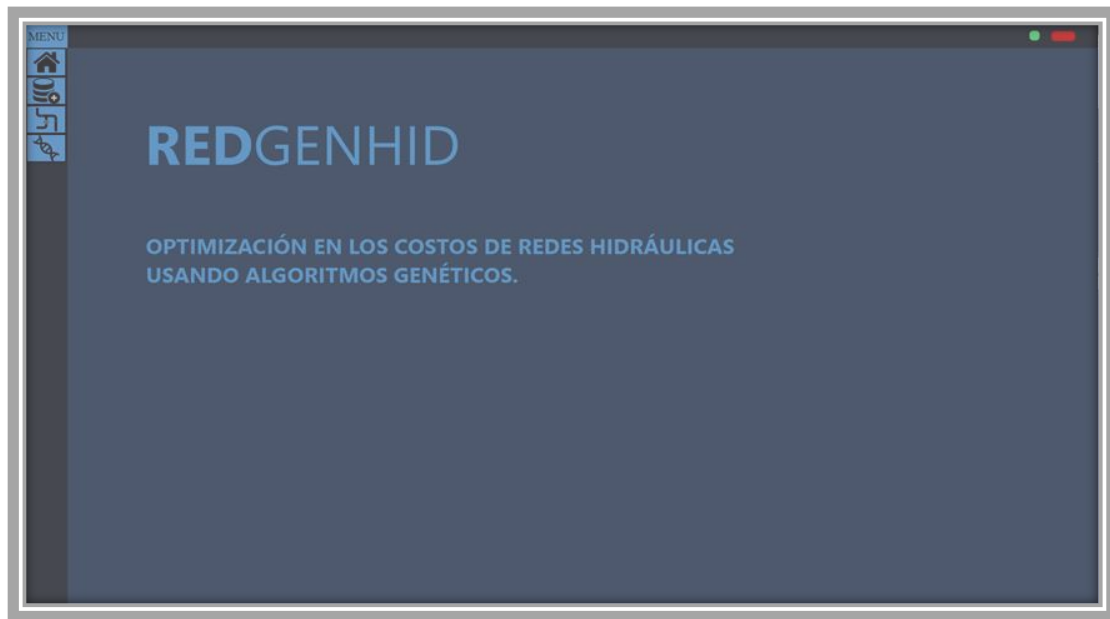 MENU
REDGENHID
OPTIMIZACIÓN EN LOS COSTOS DE REDES HIDRÁULICAS
USANDO ALGORITMOS GENÉTICOS.